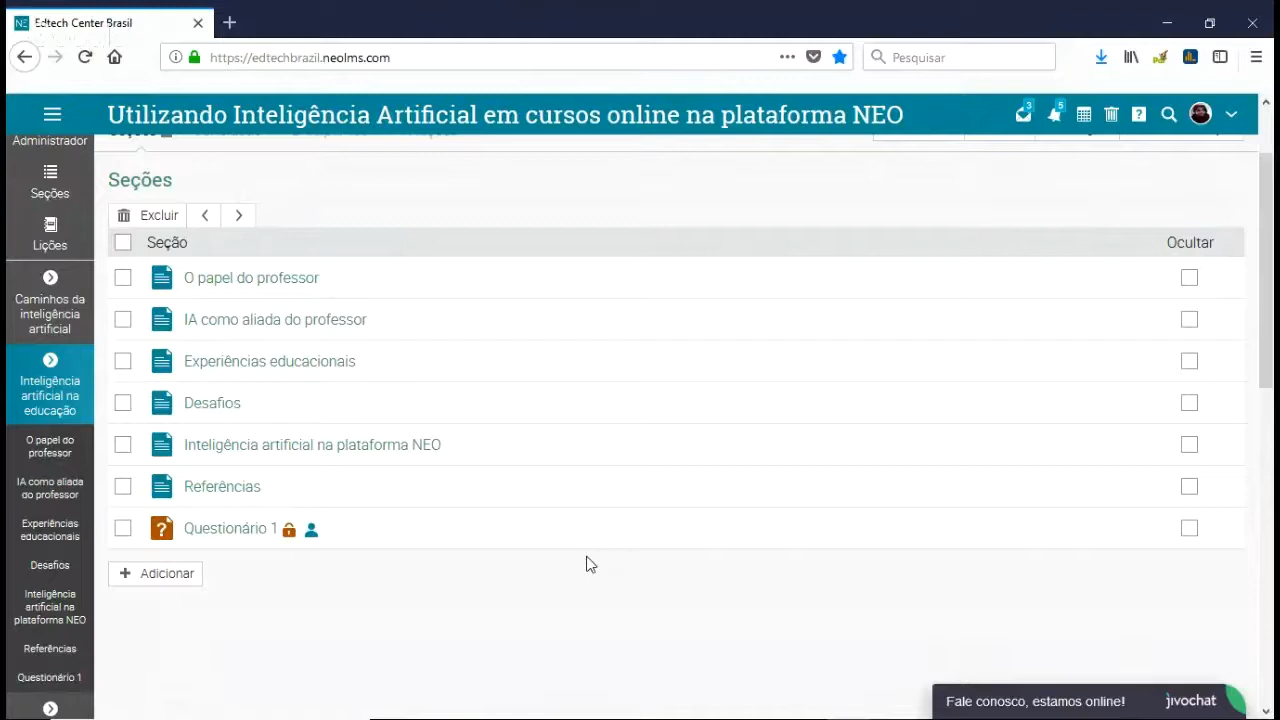 Edtech Center Brasil
https://edtechbrazil.neolms.com
Pesquisar
Utilizando Inteligência Artificial em cursos online na plataforma NEO
3
5
Administrador
Seções
Lições
Caminhos da
inteligência
artificial
Inteligência
artificial na
educação
O papel do
professor
IA como aliada
do professor
Experiências
educacionais
Desafios
Inteligência
artificial na
plataforma NEO
Referências
Questionário 1
Seções
Excluir
Seção
Ocultar
O papel do professor
IA como aliada do professor
Experiências educacionais
Desafios
Inteligência artificial na plataforma NEO
Referências
Questionário 1
Adicionar
Fale conosco, estamos online!
jivochat